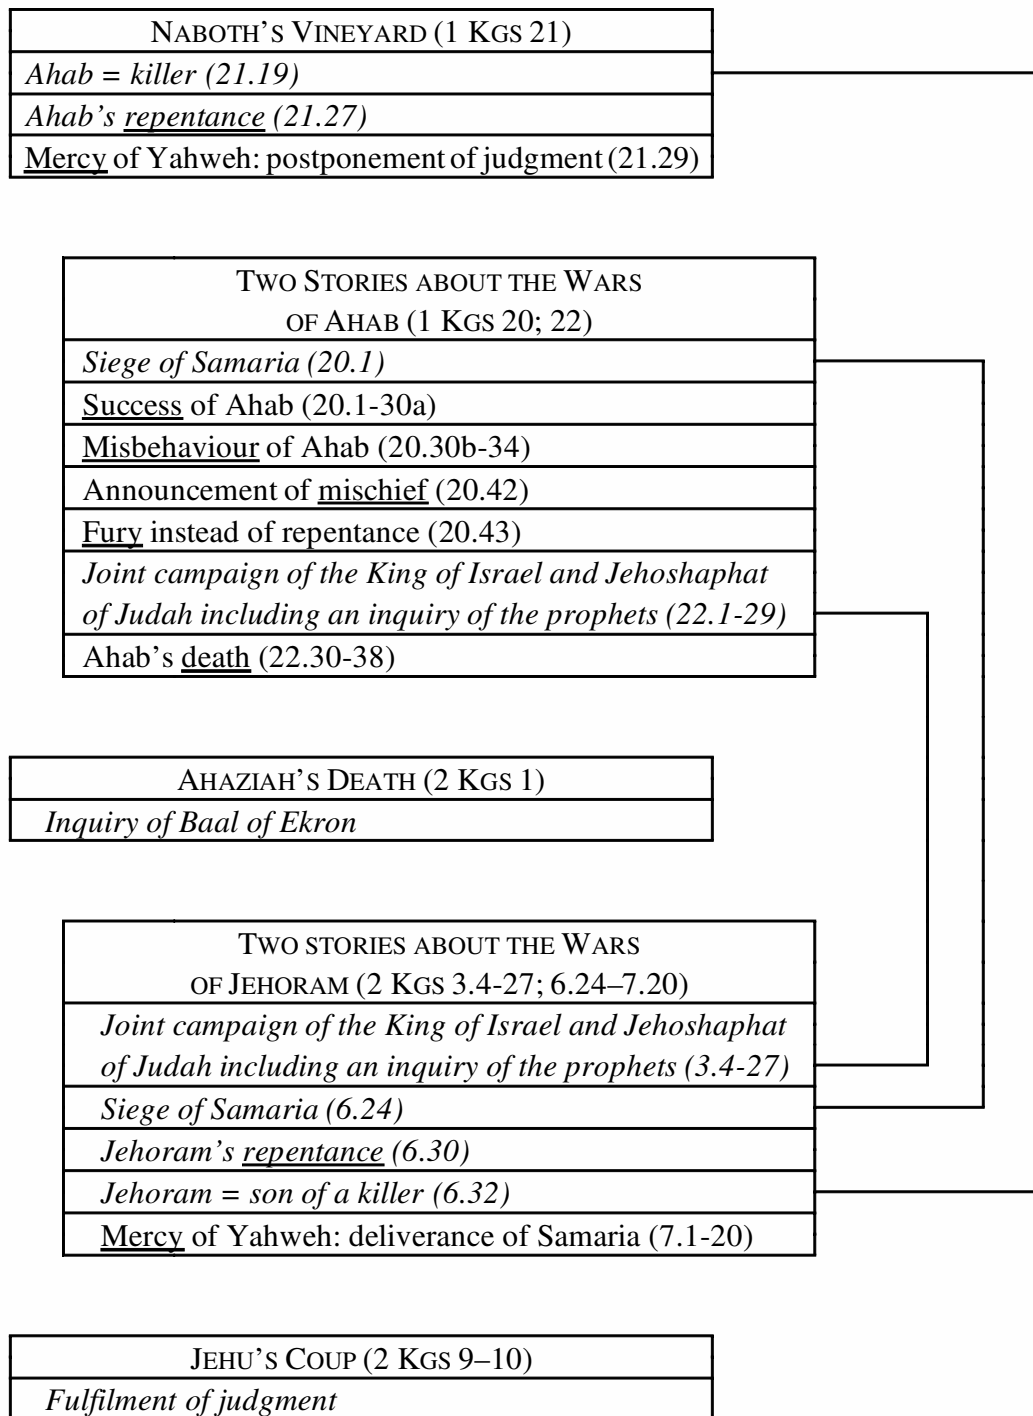 NABOTH’S VINEYARD (1 KGS 21)
Ahab = killer (21.19)
Ahab’s repentance (21.27)
Mercy of Yahweh: postponement of judgment (21.29)
TWO STORIES ABOUT THE WARS
OF AHAB (1 KGS 20; 22)
Siege of Samaria (20.1)
Success of Ahab (20.1-30a)
Misbehaviour of Ahab (20.30b-34)
Announcement of mischief (20.42)
Fury instead of repentance (20.43)
Joint campaign of the King of Israel and Jehoshaphat
of Judah including an inquiry of the prophets (22.1-29)
Ahab’s death (22.30-38)
AHAZIAH’S DEATH (2 KGS 1)
Inquiry of Baal of Ekron
TWO STORIES ABOUT THE WARS
OF JEHORAM (2 KGS 3.4-27; 6.24–7.20)
Joint campaign of the King of Israel and Jehoshaphat
of Judah including an inquiry of the prophets (3.4-27)
Siege of Samaria (6.24)
Jehoram’s repentance (6.30)
Jehoram = son of a killer (6.32)
Mercy of Yahweh: deliverance of Samaria (7.1-20)
JEHU’S COUP (2 KGS 9–10)
Fulfilment of judgment